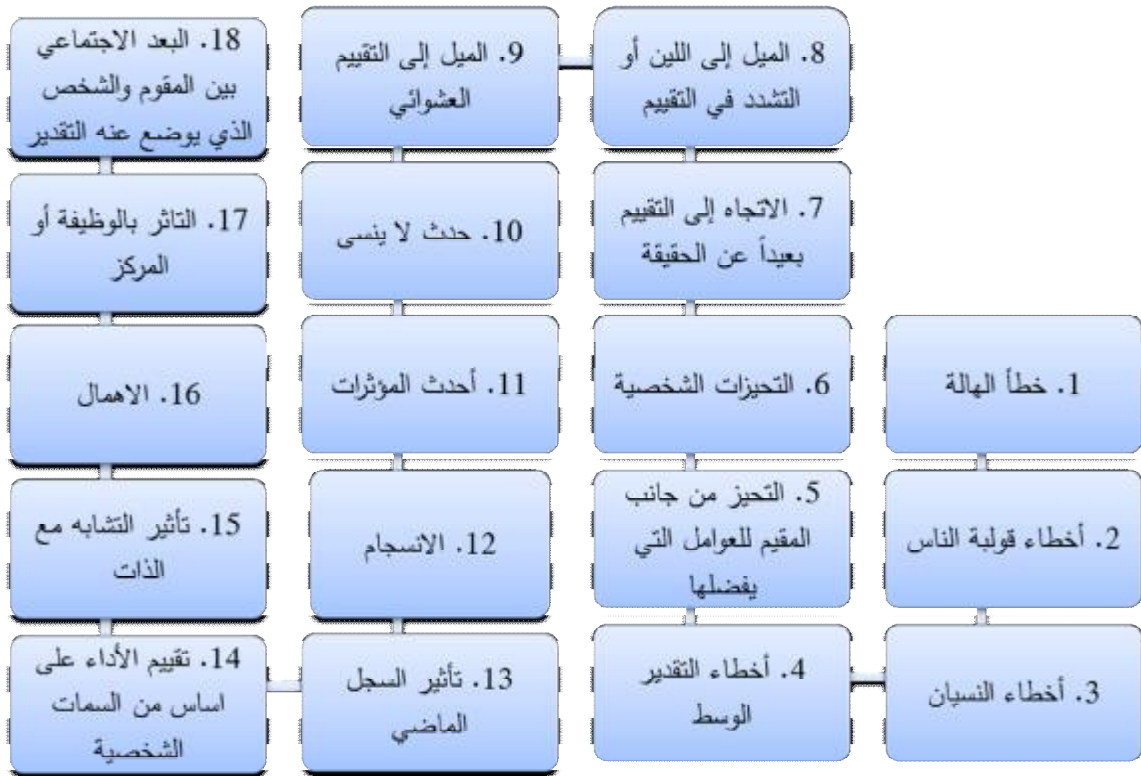 1. خطأ الهالة
2. أخطاء قولبة الناس
3. أخطاء النسيان
4. أخطاء التقدير
الوسط
5. التحيز من جانب
المقيم للعوامل التي
يفضلها
6. التحيزات الشخصية
7. الاتجاه إلى التقييم
بعيداً عن الحقيقة
8. الميل إلى اللين أو
التشدد في التقييم
9. الميل إلى التقييم
العشوائي
10. حدث لا ينسى
11. أحدث المؤثرات
12. الانسجام
13. تأثير السجل
الماضي
14. تقييم الأداء على
اساس من السمات
الشخصية
15. تأثير التشابه مع
الذات
16. الاهمال
17. التاثر بالوظيفة أو
المركز
18. البعد الاجتماعي
بين المقوم والشخص
الذي يوضع عنه التقدير